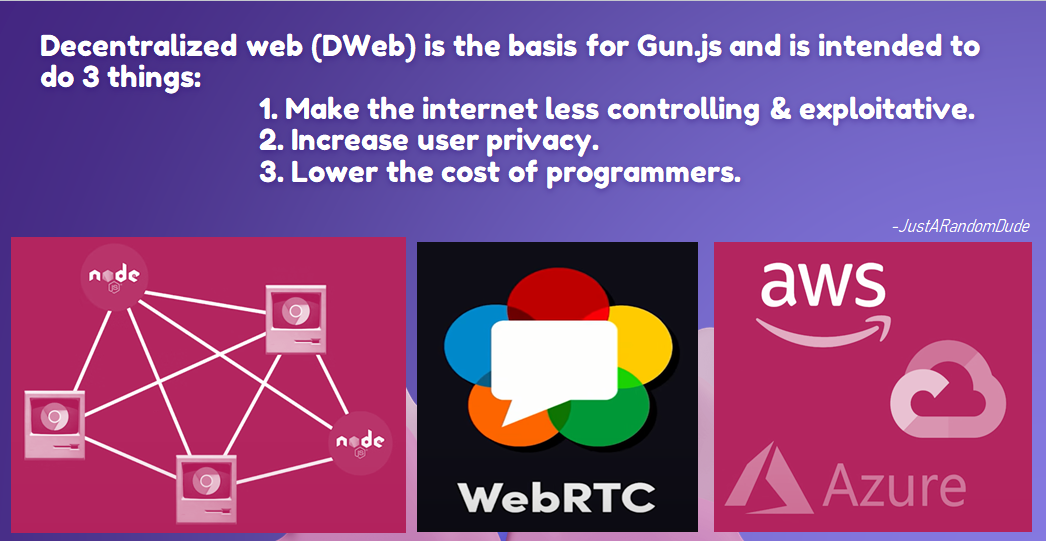 Decentralized web (DWeb) is the basis for Gun.js and is intended to
do 3 things:
1. Make the internet less controlling & exploitative.
2. Increase user privacy.
3. Lower the cost of programmers.
-JustARandomDude
node
JS
node
JS
WebRTC
aws
Azure